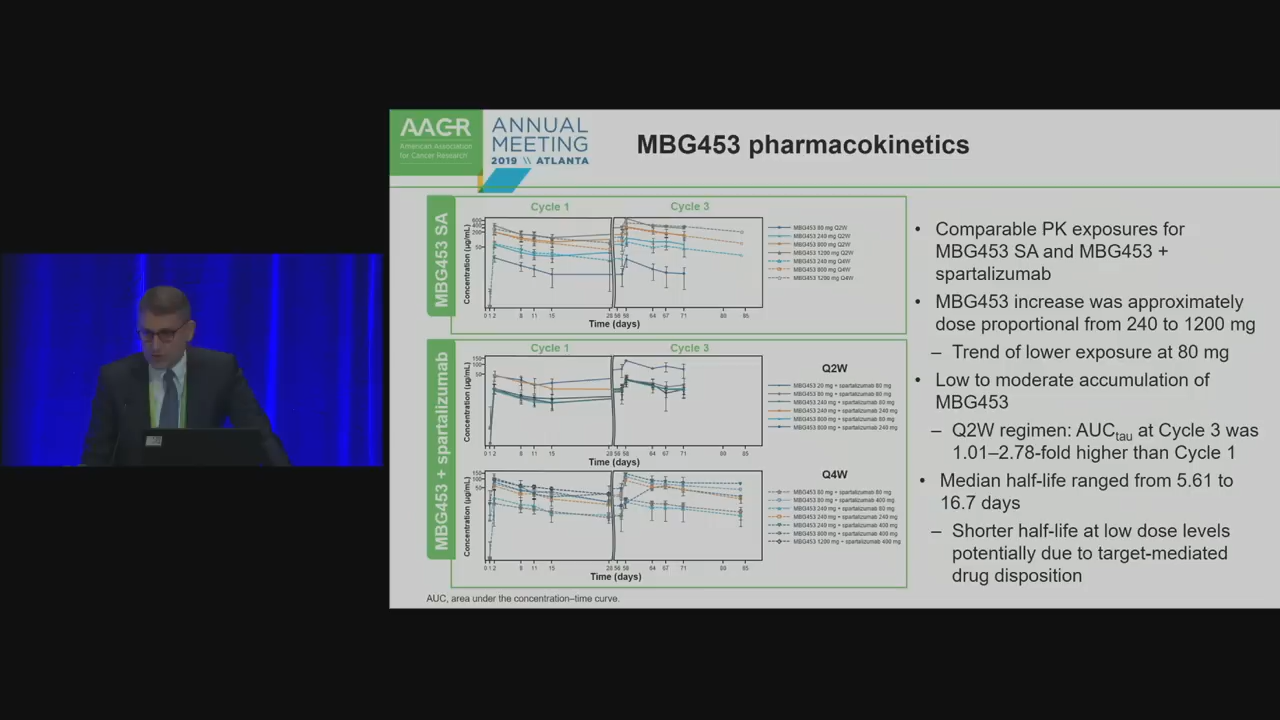 AACR
American Association
for Cancer Research
ANNUAL
MEETING
2019 \\ ATLANTA
MBG453 pharmacokinetics
MBG453 SA
Cycle 1
Cycle 3
Concentration (µg/mL)
Time (days)
MBG453 80 mg Q2W
MBG453 240 mg Q2W
MBG453 800 mg Q2W
MBG453 1200 mg Q2W
MBG453 240 mg Q4W
MBG453 800 mg Q4W
MBG453 1200 mg Q4W
MBG453 + spartalizumab
Cycle 1
Cycle 3
Concentration (µg/mL)
Time (days)
Q2W
MBG453 20 mg + spartalizumab 80 mg
MBG453 80 mg + spartalizumab 80 mg
MBG453 240 mg + spartalizumab 80 mg
MBG453 240 mg + spartalizumab 240 mg
MBG453 800 mg + spartalizumab 80 mg
MBG453 800 mg + spartalizumab 240 mg
Concentration (µg/mL)
Time (days)
Q4W
MBG453 80 mg + spartalizumab 80 mg
MBG453 80 mg + spartalizumab 400 mg
MBG453 240 mg + spartalizumab 80 mg
MBG453 240 mg + spartalizumab 240 mg
MBG453 240 mg + spartalizumab 400 mg
MBG453 800 mg + spartalizumab 400 mg
MBG453 1200 mg + spartalizumab 400 mg
AUC, area under the concentration–time curve.
• Comparable PK exposures for
MBG453 SA and MBG453 +
spartalizumab
• MBG453 increase was approximately
dose proportional from 240 to 1200 mg
– Trend of lower exposure at 80 mg
• Low to moderate accumulation of
MBG453
– Q2W regimen: AUCtau at Cycle 3 was
1.01–2.78-fold higher than Cycle 1
• Median half-life ranged from 5.61 to
16.7 days
– Shorter half-life at low dose levels
potentially due to target-mediated
drug disposition